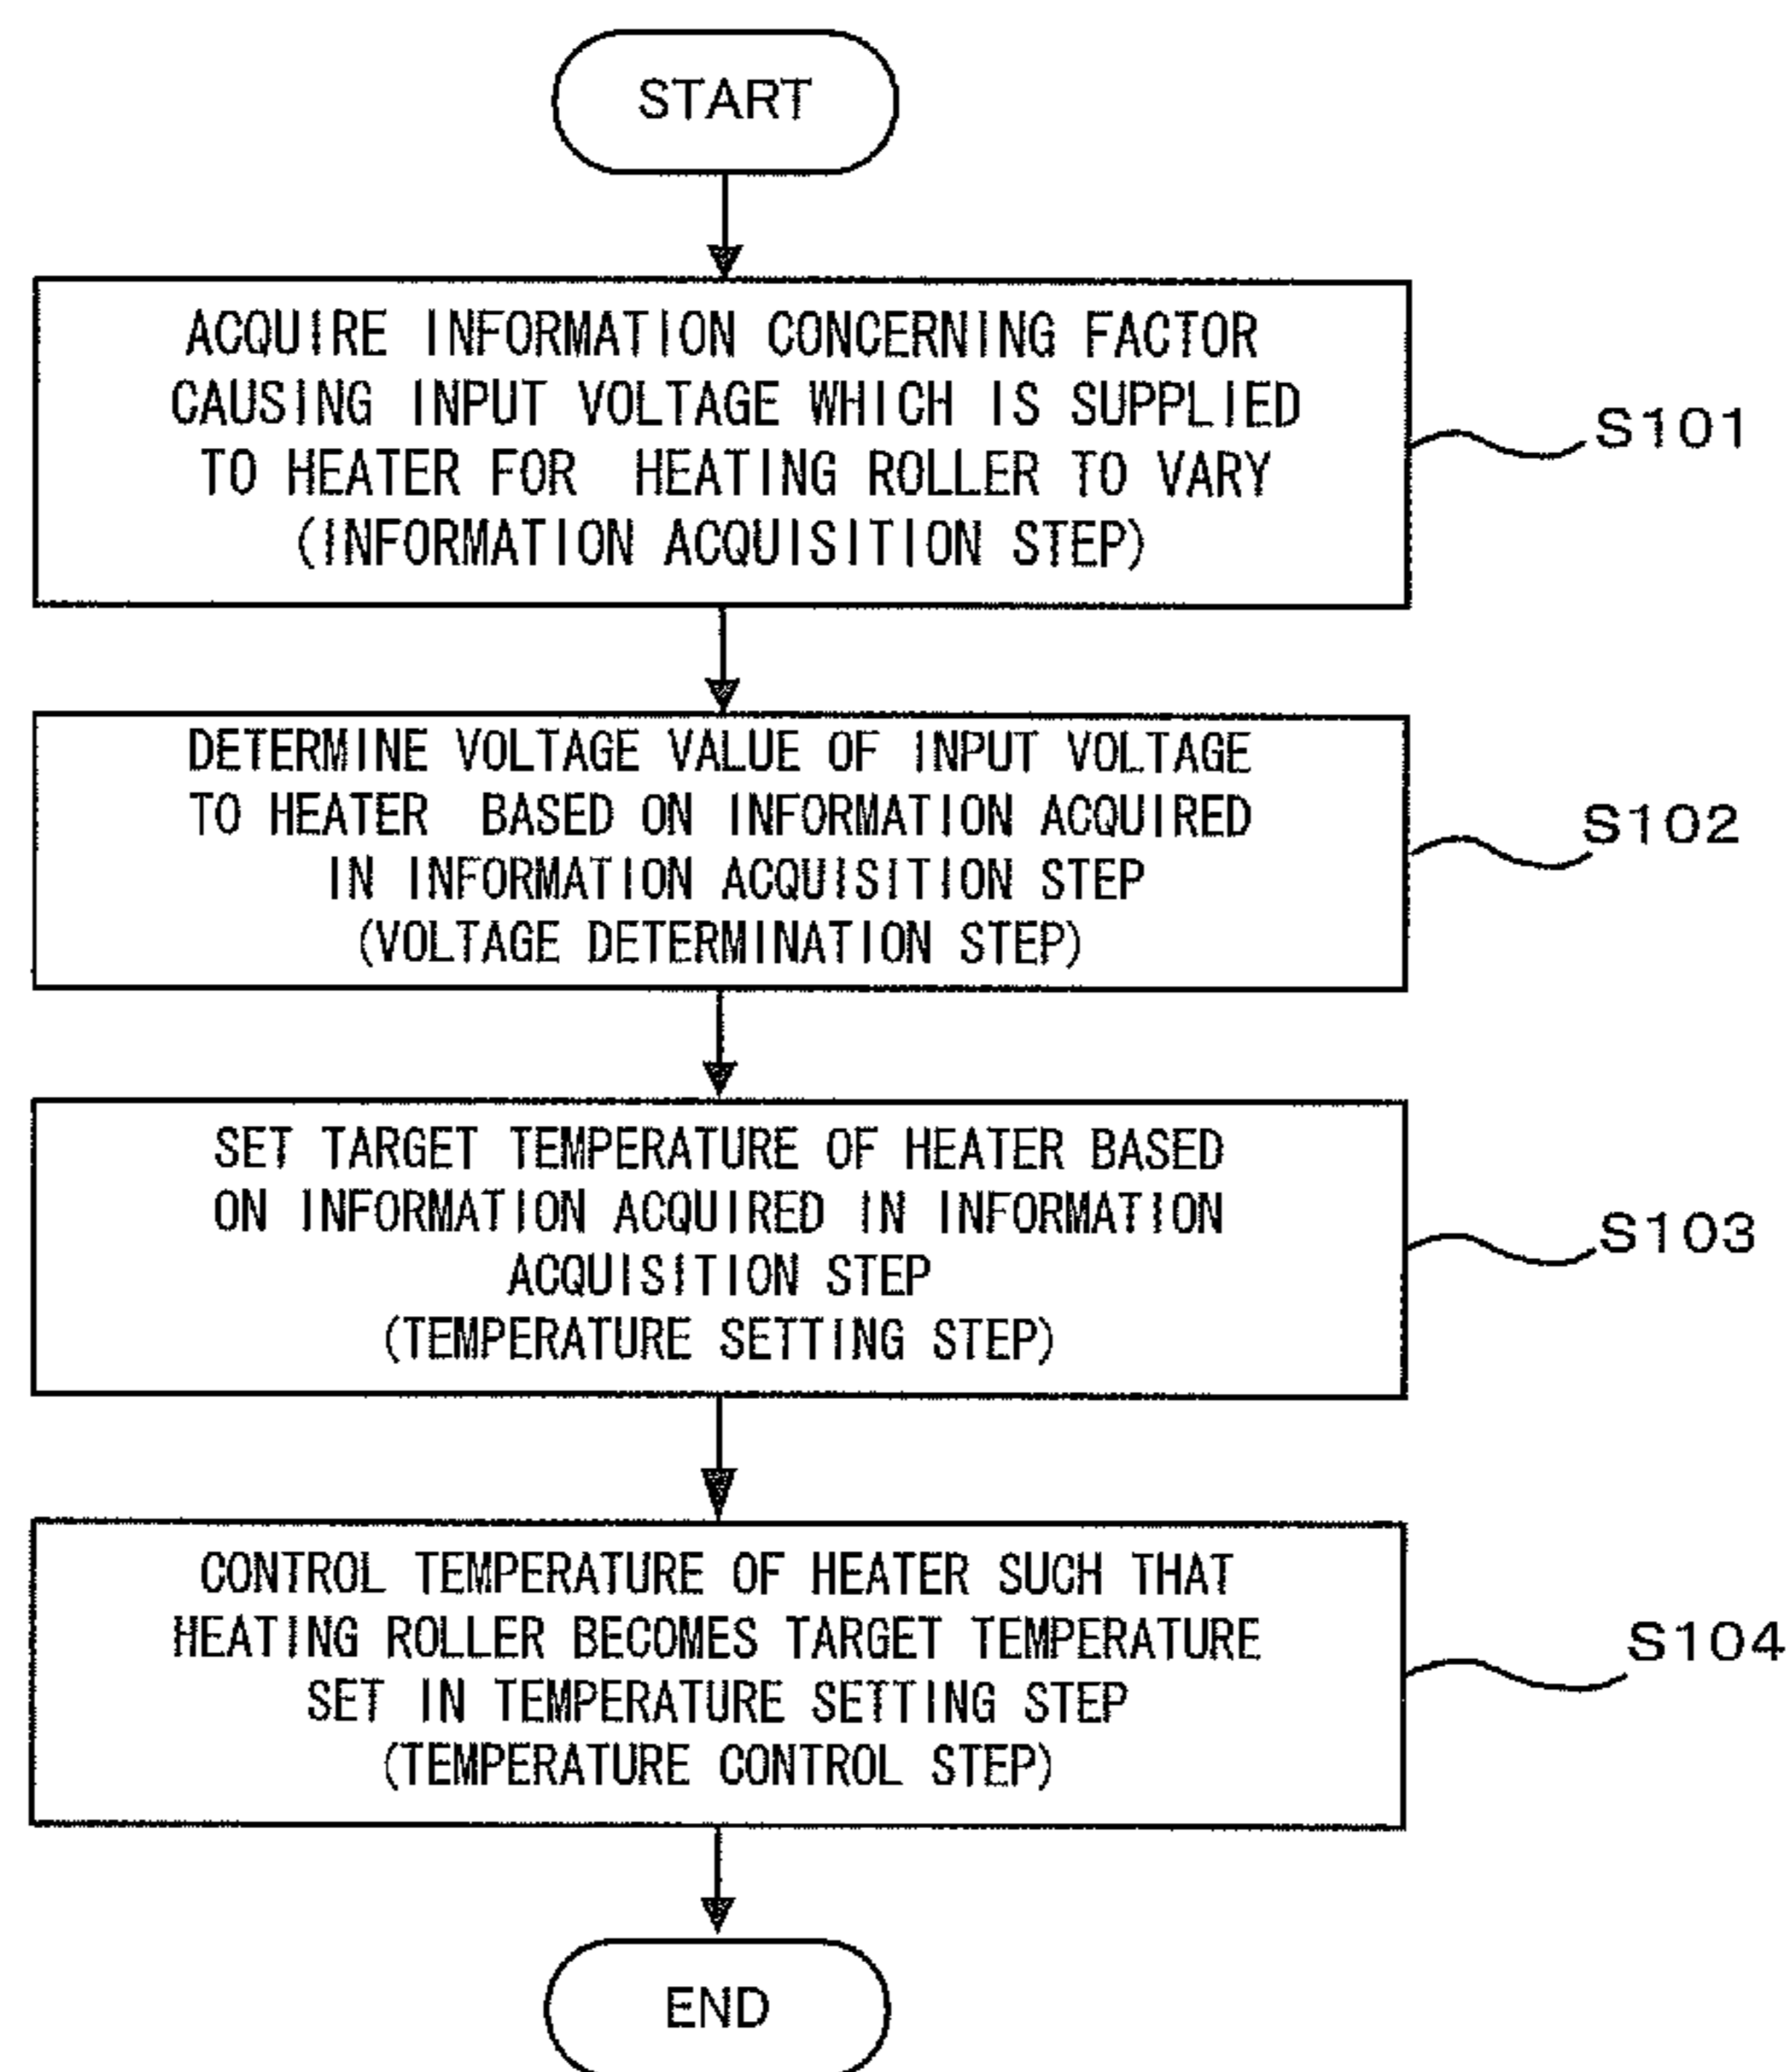 START
ACQUIRE INFORMATION CONCERNING FACTOR
CAUSING INPUT VOLTAGE WHICH IS SUPPLIED
TO HEATER FOR HEATING ROLLER TO VARY
(INFORMATION ACQUISITION STEP)
S101
DETERMINE VOLTAGE VALUE OF INPUT VOLTAGE
TO HEATER BASED ON INFORMATION ACQUIRED
IN INFORMATION ACQUISITION STEP
(VOLTAGE DETERMINATION STEP)
S102
SET TARGET TEMPERATURE OF HEATER BASED
ON INFORMATION ACQUIRED IN INFORMATION
ACQUISITION STEP
(TEMPERATURE SETTING STEP)
S103
CONTROL TEMPERATURE OF HEATER SUCH THAT
HEATING ROLLER BECOMES TARGET TEMPERATURE
SET IN TEMPERATURE SETTING STEP
(TEMPERATURE CONTROL STEP)
S104
END